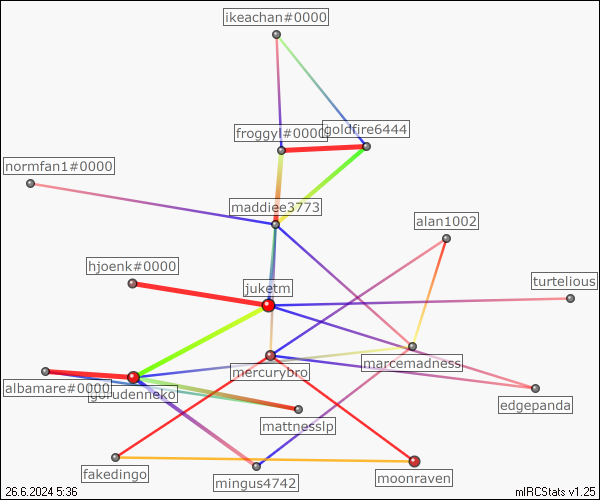 ikeachan#0000
froggyl#0000
goldfire6444
normfan1#0000
maddiee3773
alan1002
hjoenk#0000
juketm
turtelious
mercurybro
marcemadness
albamare#0000
gorudenneko
edgepanda
mattnesslp
fakedingo
mingus4742
moonraven
26.6.2024 5:36
mIRCStats v1.25